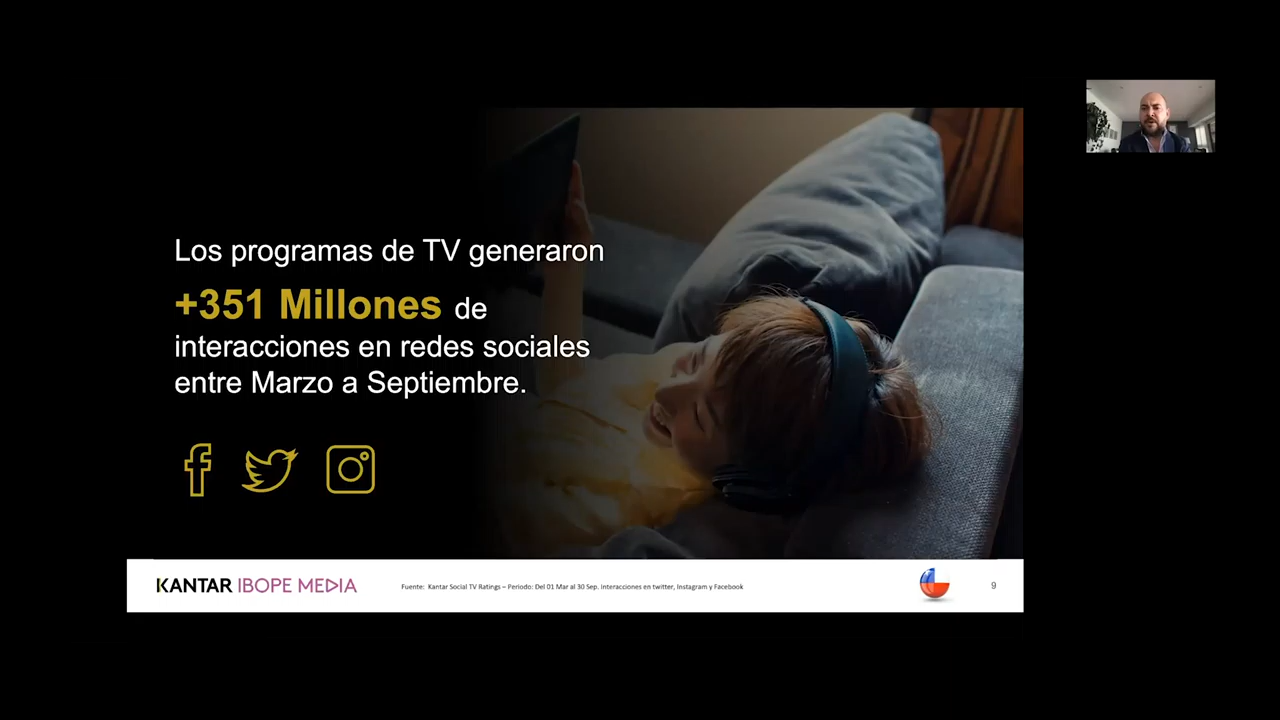 Los programas de TV generaron
+351 Millones de
interacciones en redes sociales
entre Marzo a Septiembre.
KANTAR IBOPE MEDIA
Fuente: Kantar Social TV Ratings – Periodo: Del 01 Mar al 30 Sep. Interacciones en twitter, Instagram y Facebook
9